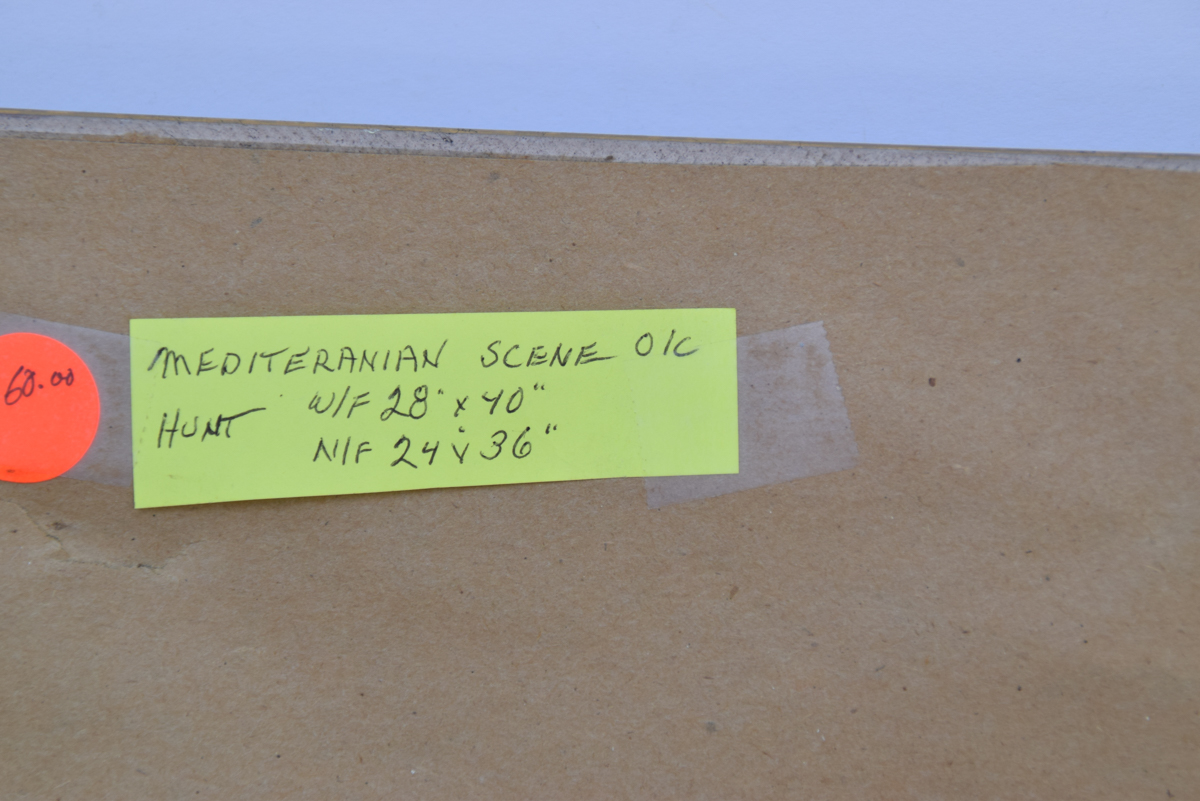 MEDITERANIAN SCENE O/C
HUNT W/F 28" x 40"
N/F 24 x 36"
60.00